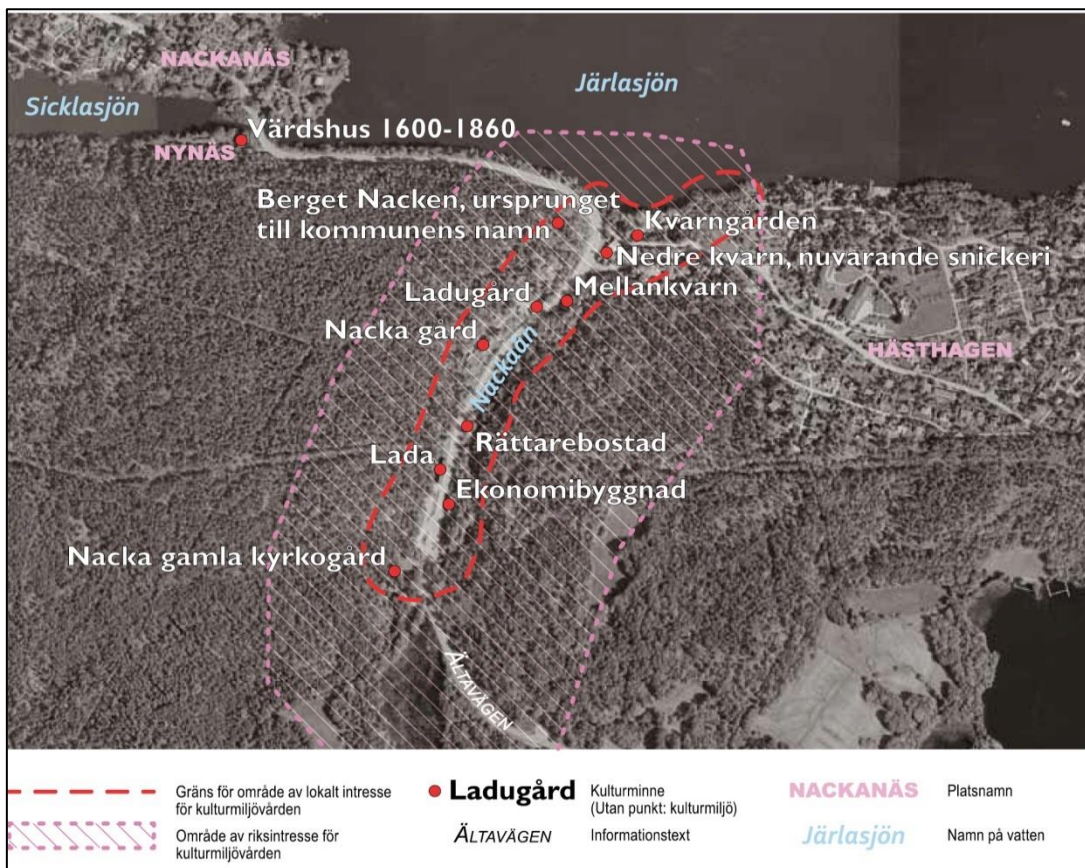 NACKANÄS
Järlasjön
Sicklasjön
Värdshus 1600-1860
NYNÄS
Berget Nacken, ursprunget
till kommunens namn
Kvarngården
Nedre kvarn, nuvarande snickeri
Ladugård
Mellankvarn
Nacka gård
HÄSTHAGEN
Nackaån
Rättarebostad
Lada
Ekonomibyggnad
Nacka gamla kyrkogård
ÄLTAVÄGEN
Gräns för område av lokalt intresse
för kulturmiljövården
Område av riksintresse för
kulturmiljövården
Ladugård
Kulturminne
(Utan punkt: kulturmiljö)
ÄLTAVÄGEN
Informationstext
NACKANÄS
Platsnamn
Järlasjön
Namn på vatten